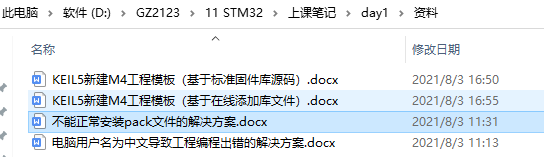 此电脑 › 软件 (D:) › GZ2123 › 11 STM32 › 上课笔记 › day1 › 资料
名称 修改日期
KEIL5新建M4工程模板（基于标准固件库源码）.docx 2021/8/3 16:50
KEIL5新建M4工程模板（基于在线添加库文件）.docx 2021/8/3 16:55
不能正常安装pack文件的解决方案.docx 2021/8/3 11:31
电脑用户名为中文导致工程编程出错的解决方案.docx 2021/8/3 11:13